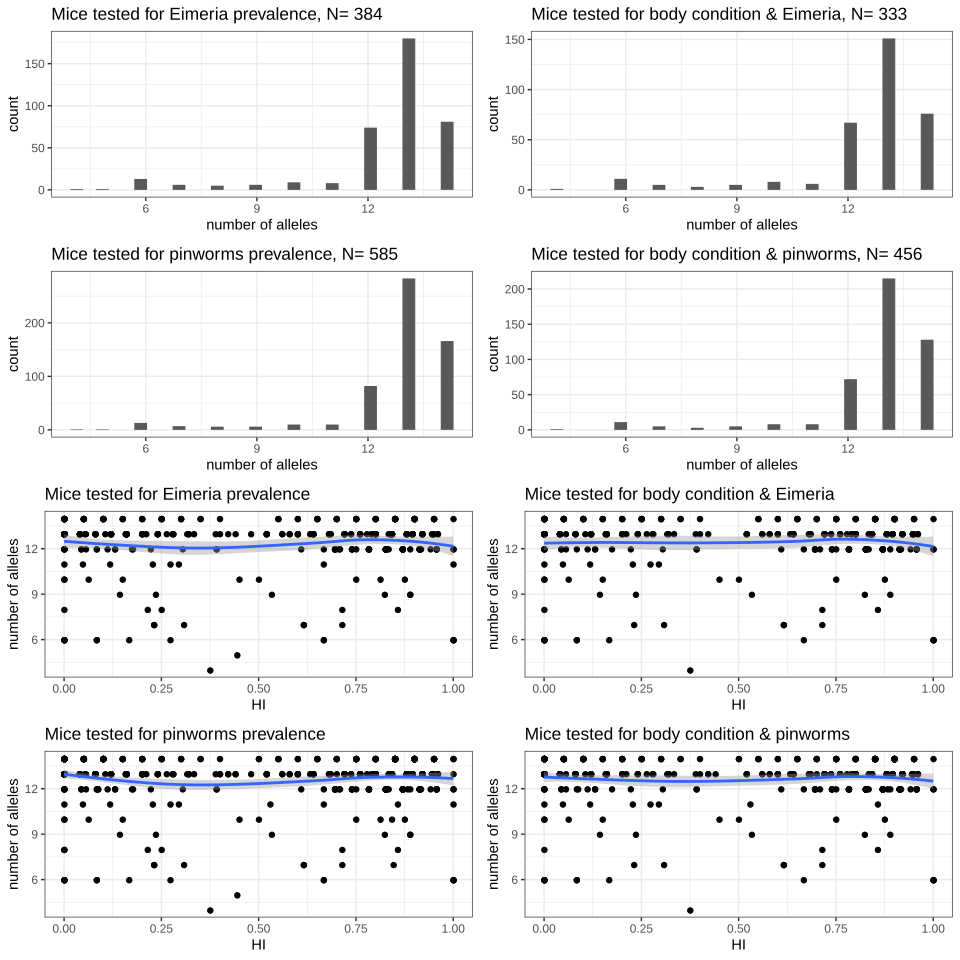 Mice tested for Eimeria prevalence, N= 384
150
100
50
0
count
6 9 12
number of alleles
Mice tested for body condition & Eimeria, N= 333
150
100
50
0
count
6 9 12
number of alleles
Mice tested for pinworms prevalence, N= 585
200
100
0
count
6 9 12
number of alleles
Mice tested for body condition & pinworms, N= 456
200
150
100
50
0
count
6 9 12
number of alleles
Mice tested for Eimeria prevalence
12
9
6
number of alleles
0.00 0.25 0.50 0.75 1.00
HI
Mice tested for body condition & Eimeria
12
9
6
number of alleles
0.00 0.25 0.50 0.75 1.00
HI
Mice tested for pinworms prevalence
12
9
6
number of alleles
0.00 0.25 0.50 0.75 1.00
HI
Mice tested for body condition & pinworms
12
9
6
number of alleles
0.00 0.25 0.50 0.75 1.00
HI